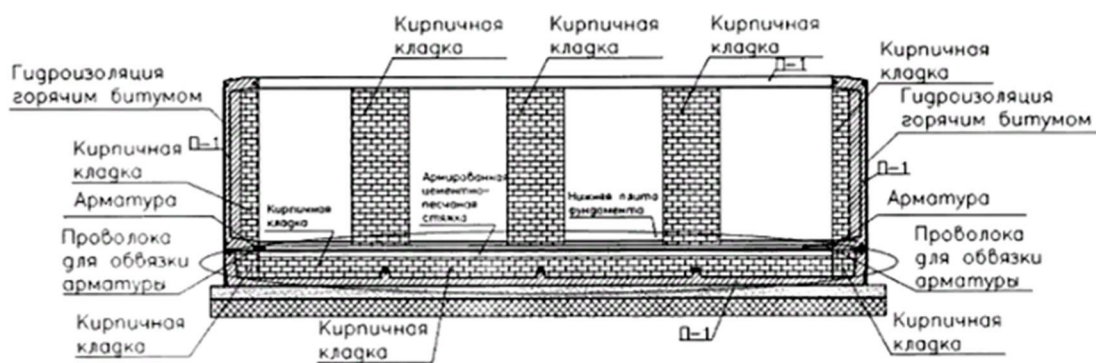 Кирпичная
кладка
Кирпичная
кладка
Кирпичная
кладка
Кирпичная
кладка
П-1
Гидроизоляция
горячим битумом
Гидроизоляция
горячим битумом
П-1
П-1
Кирпичная
кладка
Армированная
цементно-
песчаная
стяжка
Нижняя плита
фундамента
Кирпичная
кладка
Арматура
Арматура
Проволока
для обвязки
арматуры
Проволока
для обвязки
арматуры
Кирпичная
кладка
Кирпичная
кладка
П-1
Кирпичная
кладка